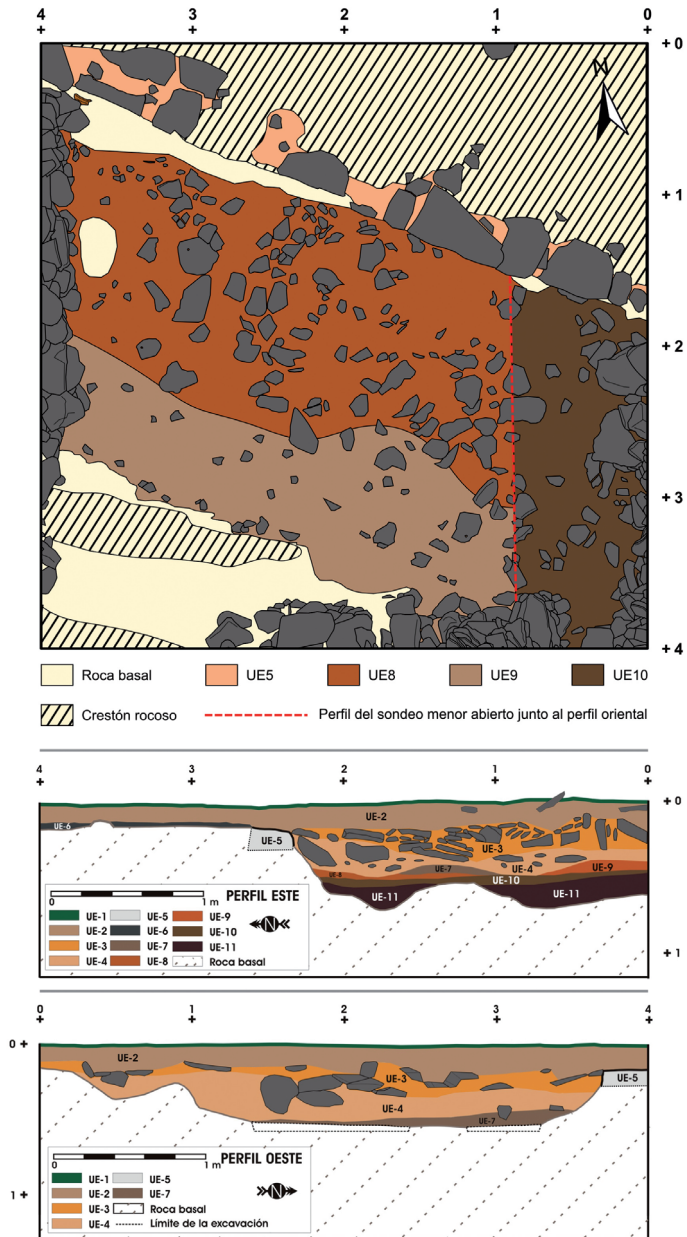 4 3 2 1 0
+ + + + +
+ 0
N
+ 1
+ 2
+ 3
+ 4
Roca basal UE5 UE8 UE9 UE10
Crestón rocoso Perfil del sondeo menor abierto junto al perfil oriental
4 3 2 1 0
+ + + + +
+ 0
UE-2
UE-6
UE-5 UE-3
UE-7 UE-4 UE-9
UE-8 UE-10
UE-11 UE-11
0 1 m PERFIL ESTE
N
UE-1 UE-5 UE-9
UE-2 UE-6 UE-10
UE-3 UE-7 UE-11
UE-4 UE-8 Roca basal
+ 1
0 1 2 3 4
+ + + + +
0 +
UE-2
UE-3 UE-5
UE-4
UE-7
0 1 m PERFIL OESTE
N
UE-1 UE-5
UE-2 UE-7
UE-3 Roca basal
UE-4 Límite de la excavación
1 +